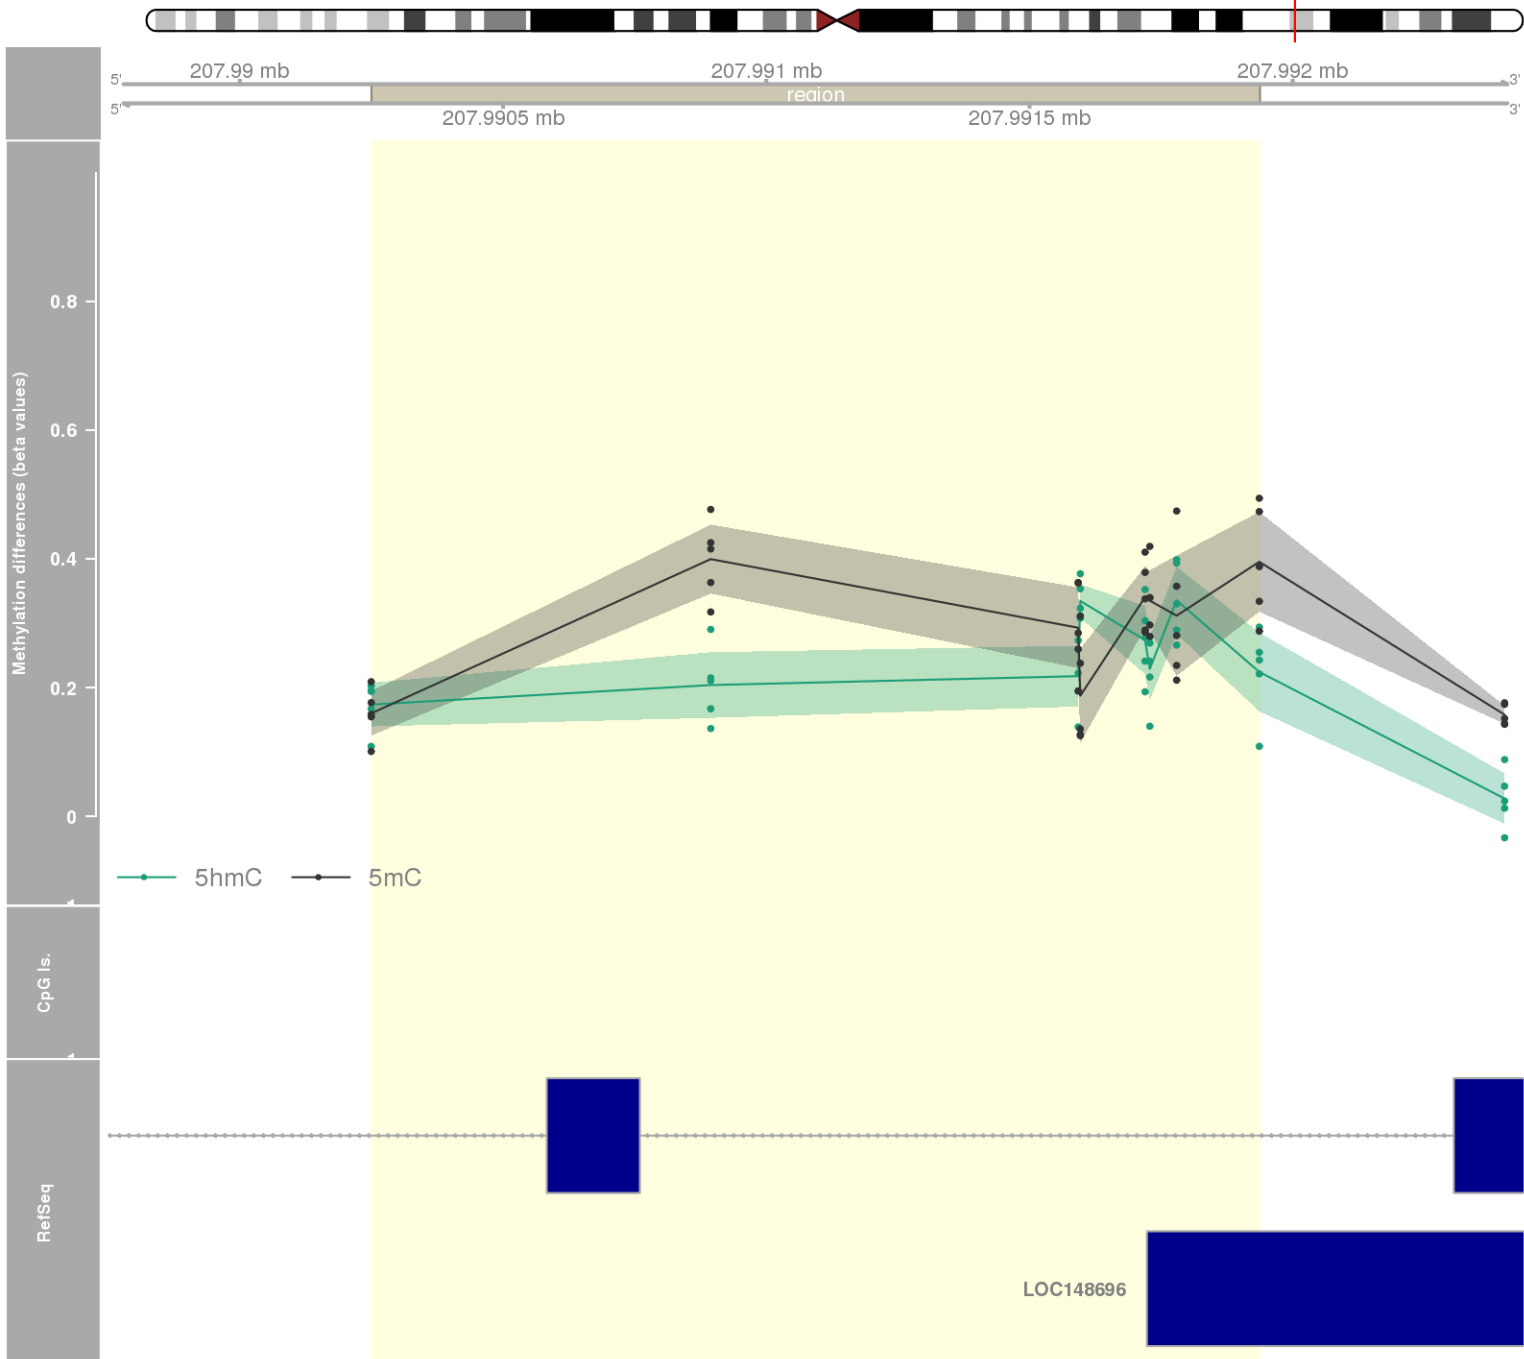 207.99 mb
207.991 mb
207.992 mb
5'
3'
region
5'
3'
207.9905 mb
207.9915 mb
Methylation differences (beta values)
0.8
0.6
0.4
0.2
0
5hmC
5mC
CpG Is.
RefSeq
LOC148696